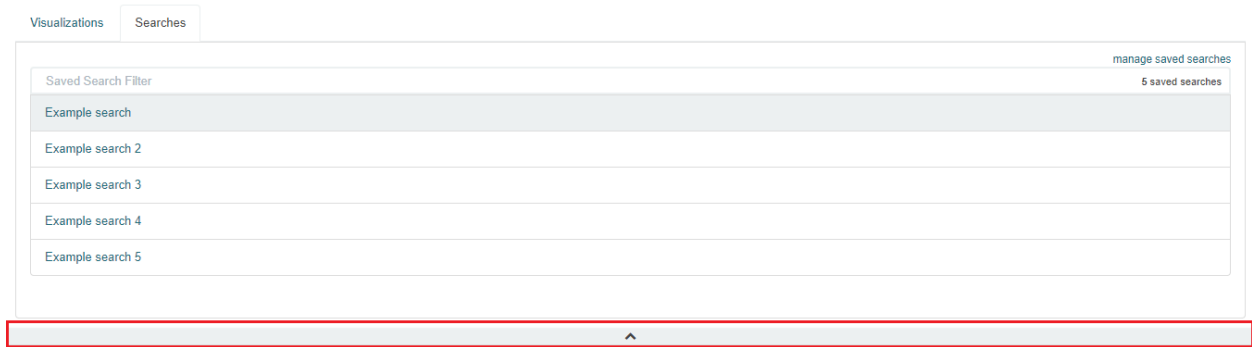 Visualizations Searches
manage saved searches
Saved Search Filter 5 saved searches
Example search
Example search 2
Example search 3
Example search 4
Example search 5